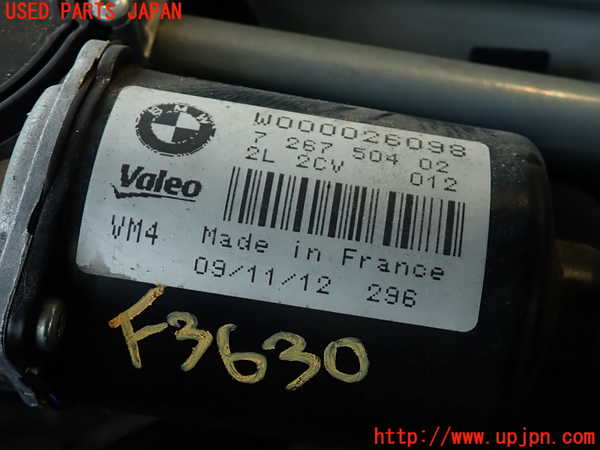 USED PARTS JAPAN
BMW
W000026098
7 267 504 02
2L 2CV 012
Valeo
VM4 Made in France
09/11/12 296
F3630
http://www.upjpn.com/